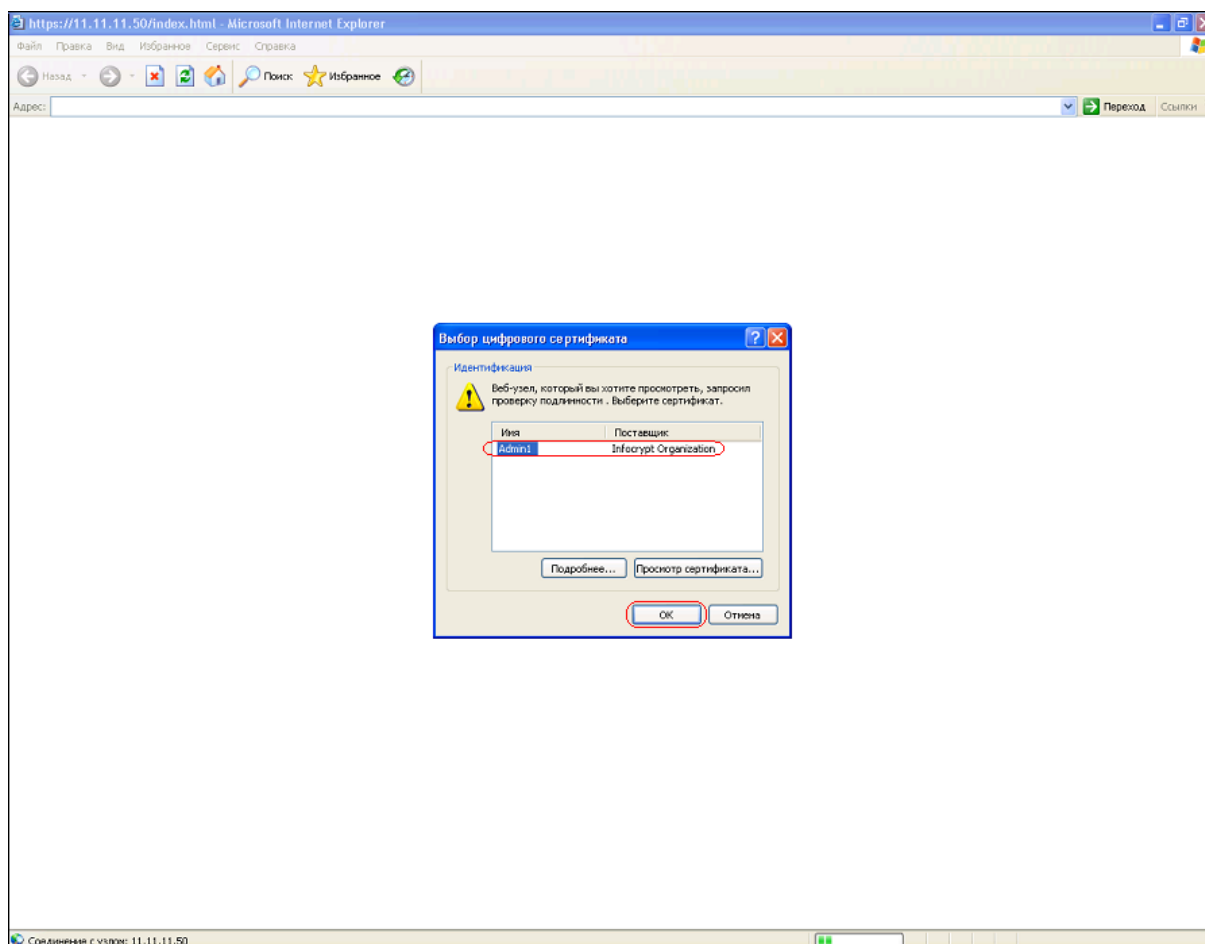 https://11.11.11.50/index.html - Microsoft Internet Explorer
Файл Правка Вид Избранное Сервис Справка
Назад Поиск Избранное
Адрес: Переход Ссылки
Выбор цифрового сертификата
Идентификация
Веб-узел, который вы хотите просмотреть, запросил
проверку подлинности . Выберите сертификат.
Имя Поставщик
Admin1 Infocrypt Organization
Подробнее... Просмотр сертификата...
OK Отмена
Соединение с узлом: 11.11.11.50